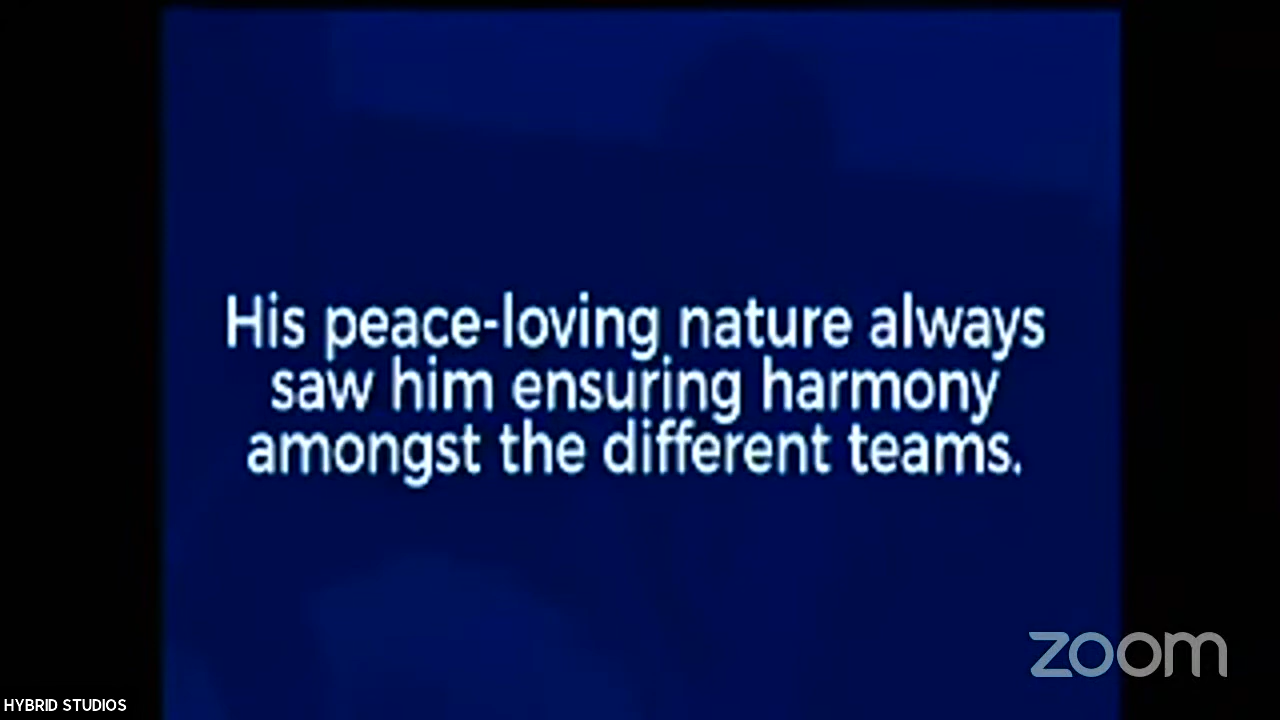 His peace-loving nature always
saw him ensuring harmony
amongst the different teams.
zoom
HYBRID STUDIOS